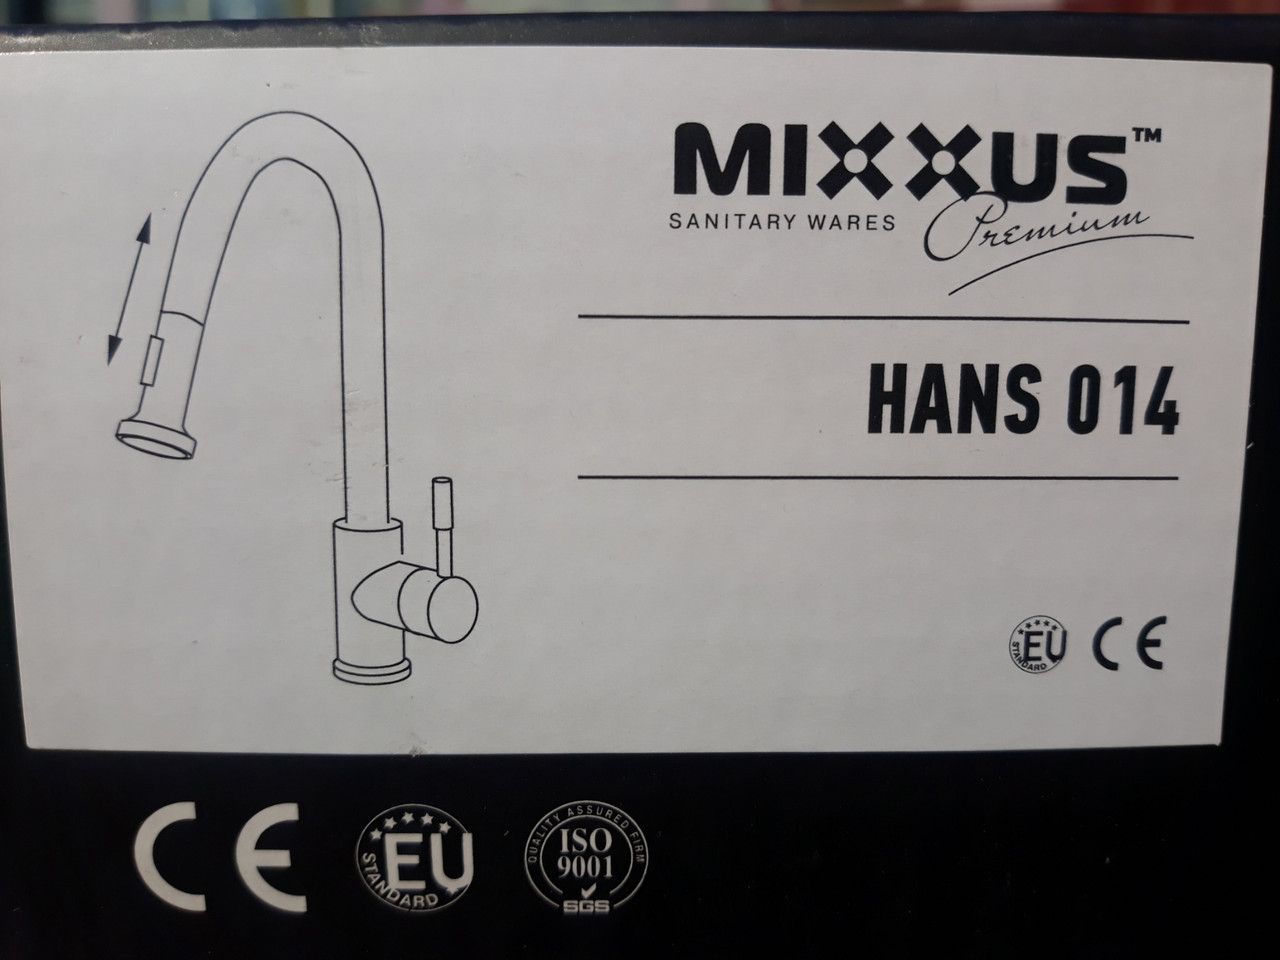 MIXXUS™
SANITARY WARES
Premium
HANS 014
EU
STANDARD
CE
CE
EU
STANDARD
QUALITY ASSURED FIRM
ISO
9001
SGS